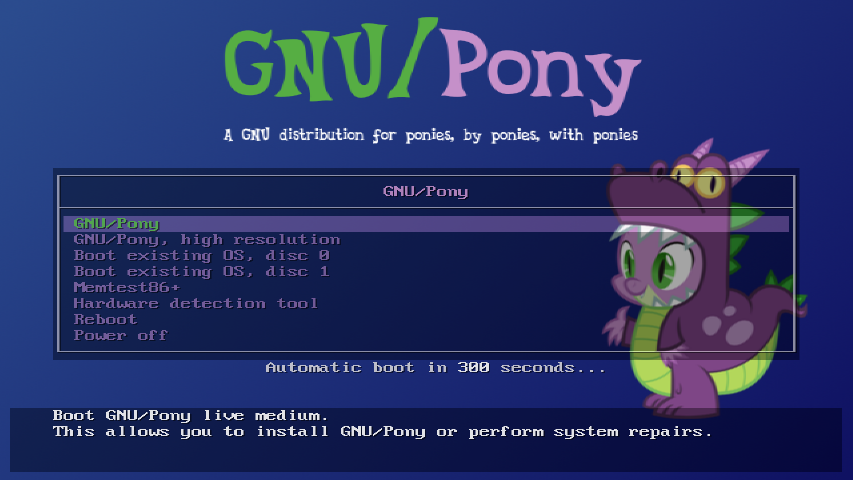 GNU/Pony
A GNU distribution for ponies, by ponies, with ponies
GNU/Pony
GNU/Pony
GNU/Pony, high resolution
Boot existing OS, disc 0
Boot existing OS, disc 1
Memtest86+
Hardware detection tool
Reboot
Power off
Automatic boot in 300 seconds...
Boot GNU/Pony live medium.
This allows you to install GNU/Pony or perform system repairs.